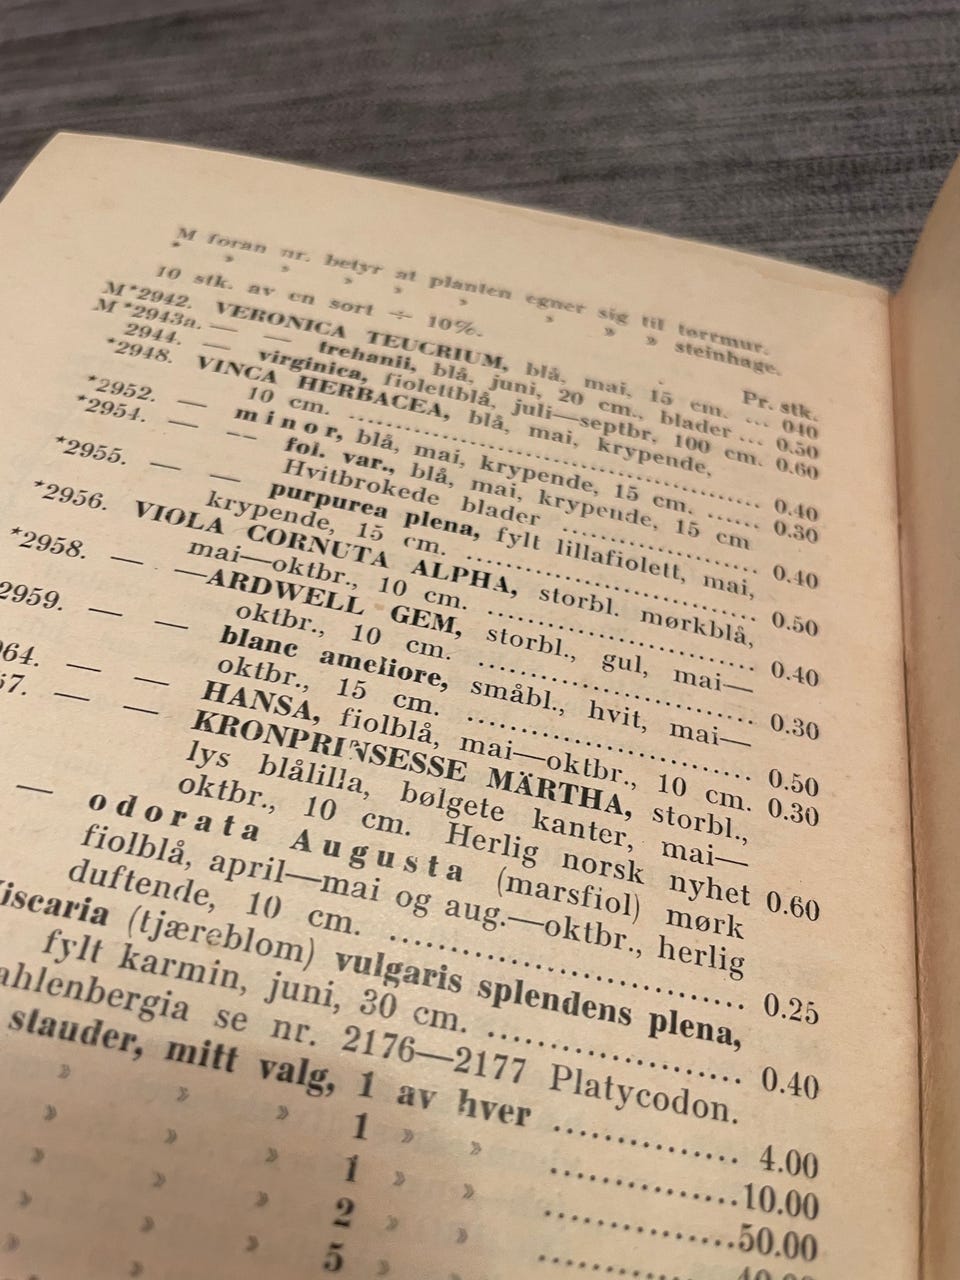 M foran nr. betyr at planten egner sig til tørrmur.
* » » » » » » » » steinhage.
10 stk. av en sort ÷ 10%.
Pr. stk.
M*2942. VERONICA TEUCRIUM, blå, mai, 15 cm. ... 040
M *2943a. — — trehanii, blå, juni, 20 cm., blader ... 0.50
2944. — virginica, fiolettblå, juli—septbr, 100 cm. 0.60
*2948. VINCA HERBACEA, blå, mai, krypende,
10 cm. .......................................... 0.40
*2952. — minor, blå, mai, krypende, 15 cm. ...... 0.30
*2954. — — fol. var., blå, mai, krypende, 15 cm
Hvitbrokede blader ...................... 0.40
*2955. — — purpurea plena, fylt lillafiolett, mai,
krypende, 15 cm. ............................ 0.50
*2956. VIOLA CORNUTA ALPHA, storbl. mørkblå,
mai—oktbr., 10 cm. .......................... 0.40
*2958. — — ARDWELL GEM, storbl., gul, mai—
oktbr., 10 cm. ............................ 0.30
2959. — — blanc ameliore, småbl., hvit, mai—
oktbr., 15 cm. ............................ 0.50
64. — — HANSA, fiolblå, mai—oktbr., 10 cm. 0.30
57. — — KRONPRINSESSE MÄRTHA, storbl.,
lys blålilla, bølgete kanter, mai—
oktbr., 10 cm. Herlig norsk nyhet 0.60
— odorata Augusta (marsfiol) mørk
fiolblå, april—mai og aug.—oktbr., herlig
duftende, 10 cm. .............................. 0.25
iscaria (tjæreblom) vulgaris splendens plena,
fylt karmin, juni, 30 cm. .................... 0.40
ahlenbergia se nr. 2176—2177 Platycodon.
stauder, mitt valg, 1 av hver .............. 4.00
» » » 1 » » ..............10.00
» » » 1 » » ..............50.00
» » » 2 » »
» » » 5 » »